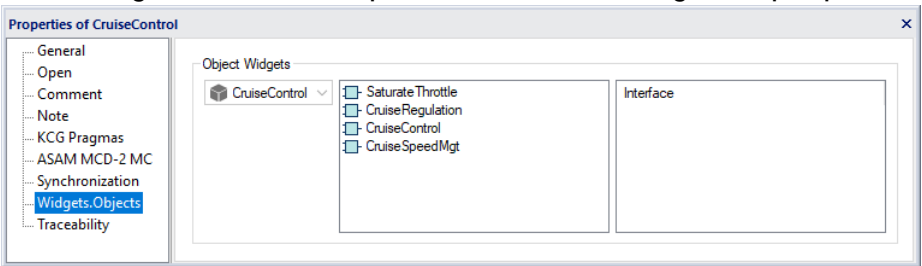 Properties of CruiseControl
General
Open
Comment
Note
KCG Pragmas
ASAM MCD-2 MC
Synchronization
Widgets.Objects
Traceability
Object Widgets
CruiseControl
SaturateThrottle
CruiseRegulation
CruiseControl
CruiseSpeedMgt
Interface